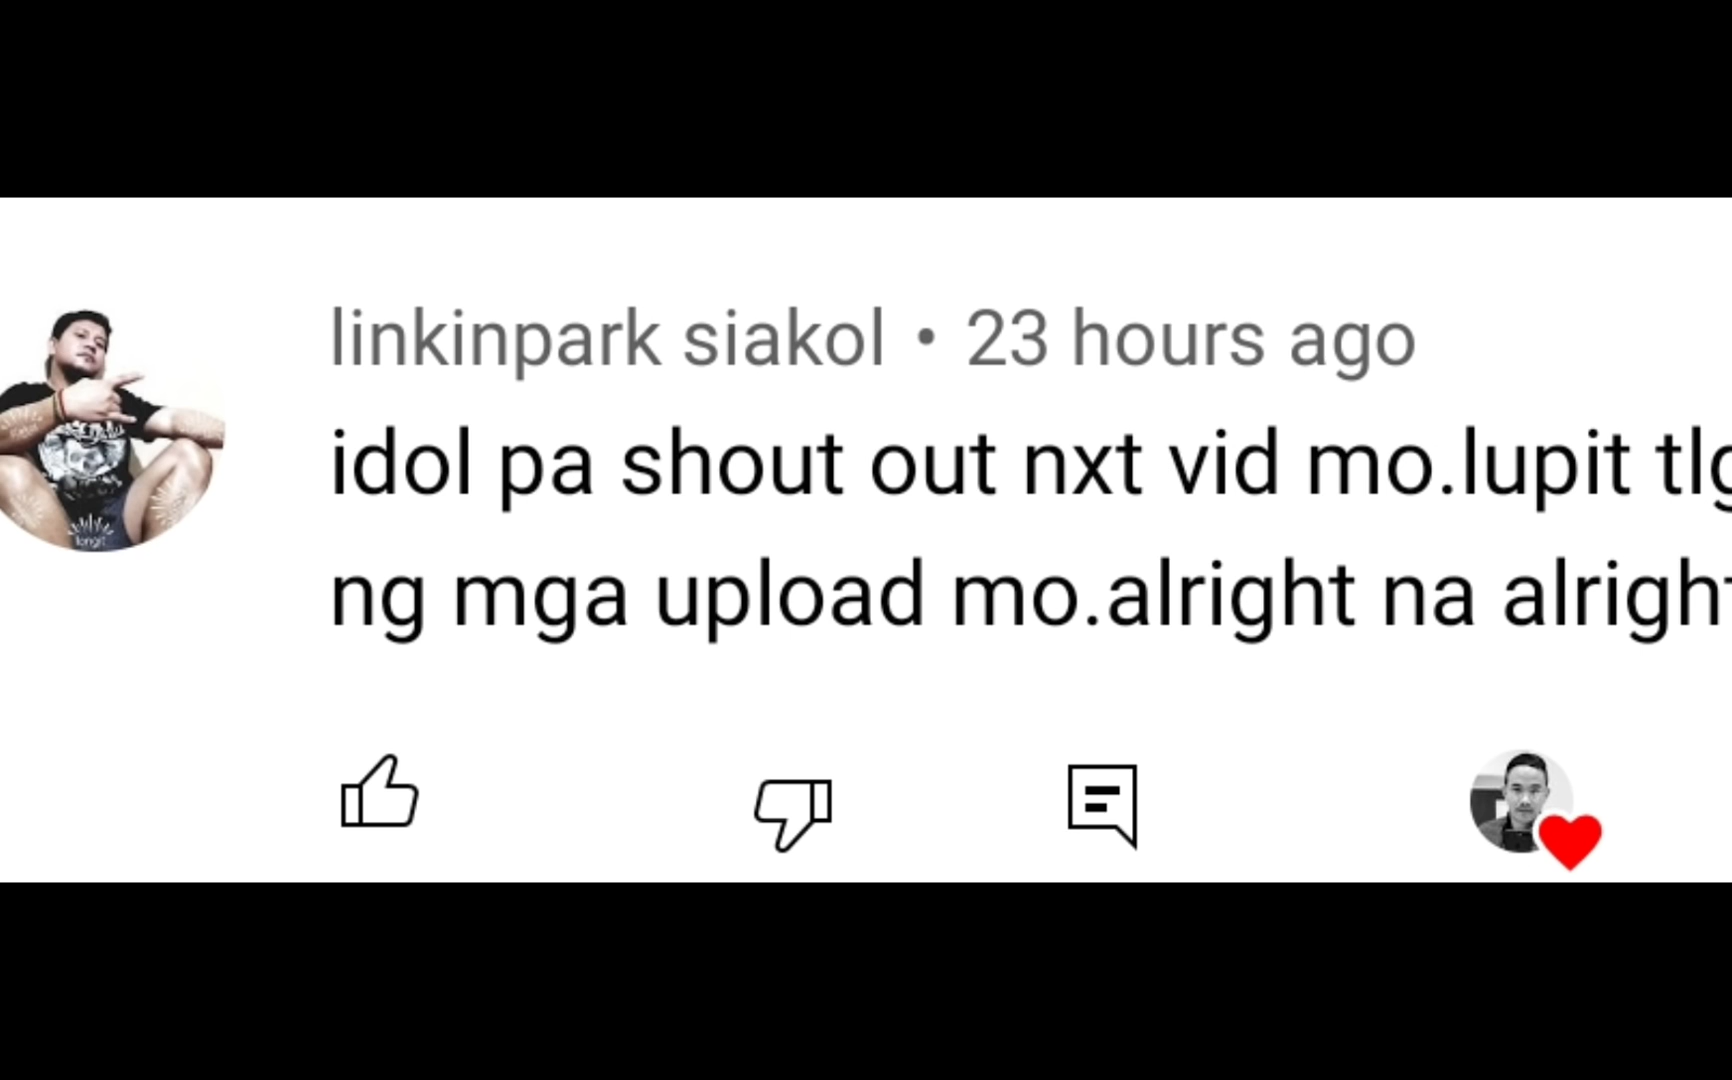 linkinpark siakol • 23 hours ago
idol pa shout out nxt vid mo.lupit
ng mga upload mo.alright na alright